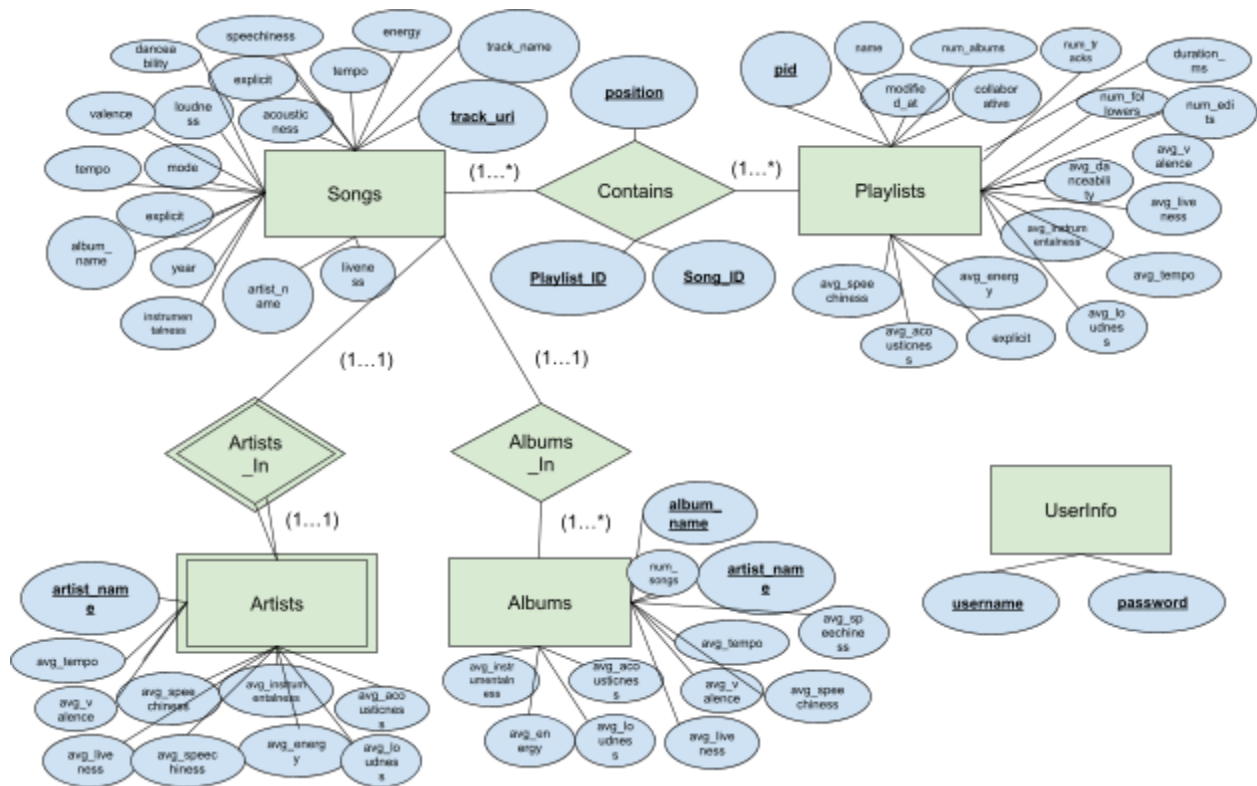 speechiness
energy
dancea
bility
track_name
explicit
tempo
valence
loudne
ss
acoustic
ness
track_uri
tempo
mode
Songs
explicit
album_
name
year
artist_n
ame
livene
ss
instrumen
talness
(1...*)
position
Contains
(1...*)
Playlist_ID
Song_ID
pid
name
num_albums
num_tr
acks
duration_
ms
modifie
d_at
collabor
ative
num_fol
lowers
num_edi
ts
avg_v
alence
Playlists
avg_da
nceabili
ty
avg_live
ness
avg_instrum
entalness
avg_tempo
avg_spee
chiness
avg_energ
y
avg_aco
usticnes
s
explicit
avg_lo
udnes
s
(1...1)
(1...1)
Artists
_In
Albums
_In
(1...1)
(1...*)
artist_nam
e
Artists
avg_tempo
avg_v
alence
avg_spee
chiness
avg_instrum
entalness
avg_aco
usticnes
s
avg_live
ness
avg_speec
hiness
avg_energ
y
avg_lo
udnes
s
album_
name
num_
songs
artist_nam
e
Albums
avg_sp
eechine
ss
avg_tempo
avg_instr
umentaln
ess
avg_aco
usticnes
s
avg_v
alence
avg_spee
chiness
avg_en
ergy
avg_lo
udnes
s
avg_live
ness
UserInfo
username
password